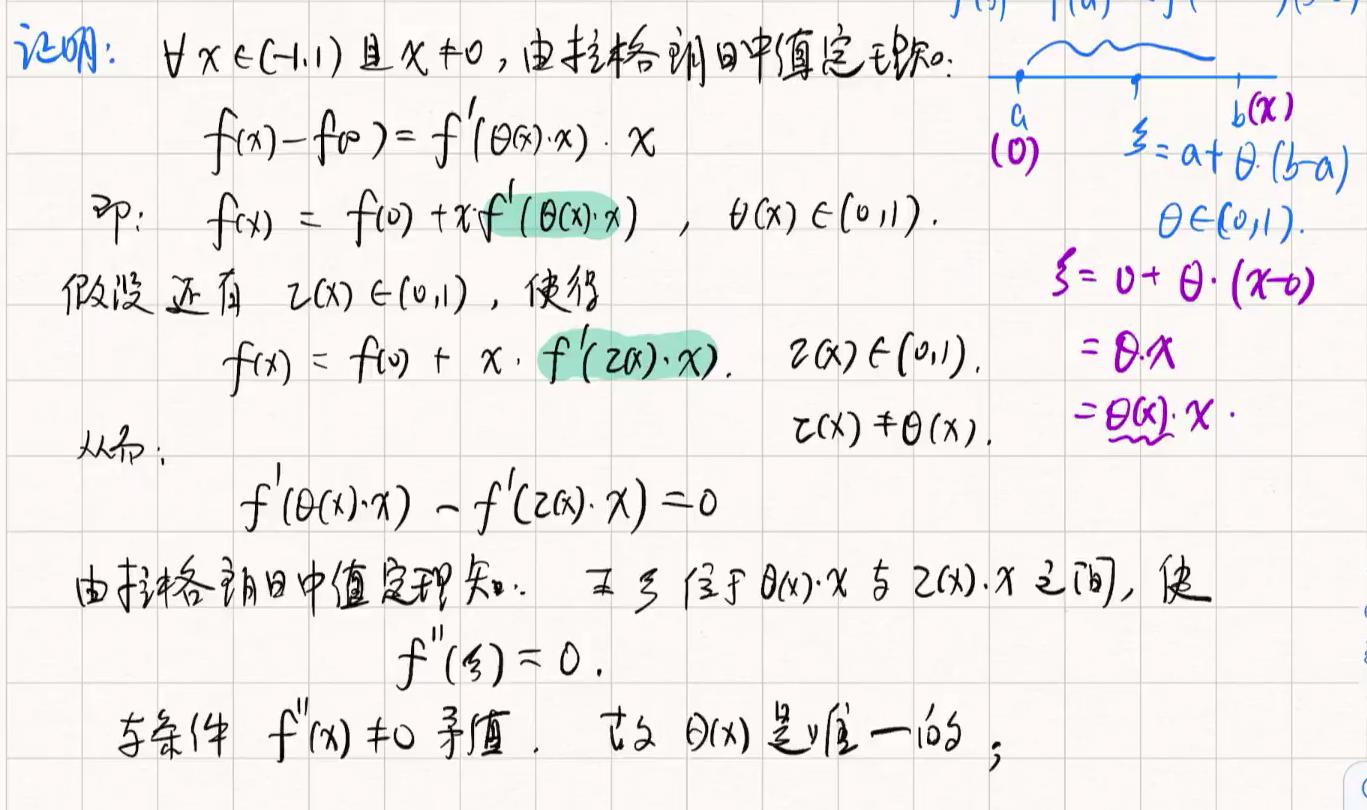 证明: ∀ x∈(-1,1) 且 x≠0, 由拉格朗日中值定理知:
f(x)-f(0)=f'(θ(x)·x)·x
即: f(x) = f(0) + x·f'(θ(x)·x) , θ(x)∈(0,1).
假设还有 τ(x)∈(0,1), 使得
f(x) = f(0) + x · f'(τ(x)·x). τ(x)∈(0,1).
τ(x)≠θ(x).
从而:
f'(θ(x)·x) - f'(τ(x)·x) = 0
由拉格朗日中值定理知: ∃ ξ 位于 θ(x)·x 与 τ(x)·x 之间, 使
f''(ξ) = 0.
与条件 f''(x)≠0 矛盾. 故 θ(x) 是唯一的;
a b(x)
(0)
ξ = a + θ·(b-a)
θ∈(0,1).
ξ = 0 + θ·(x-0)
= θ·x
= θ(x)·x.